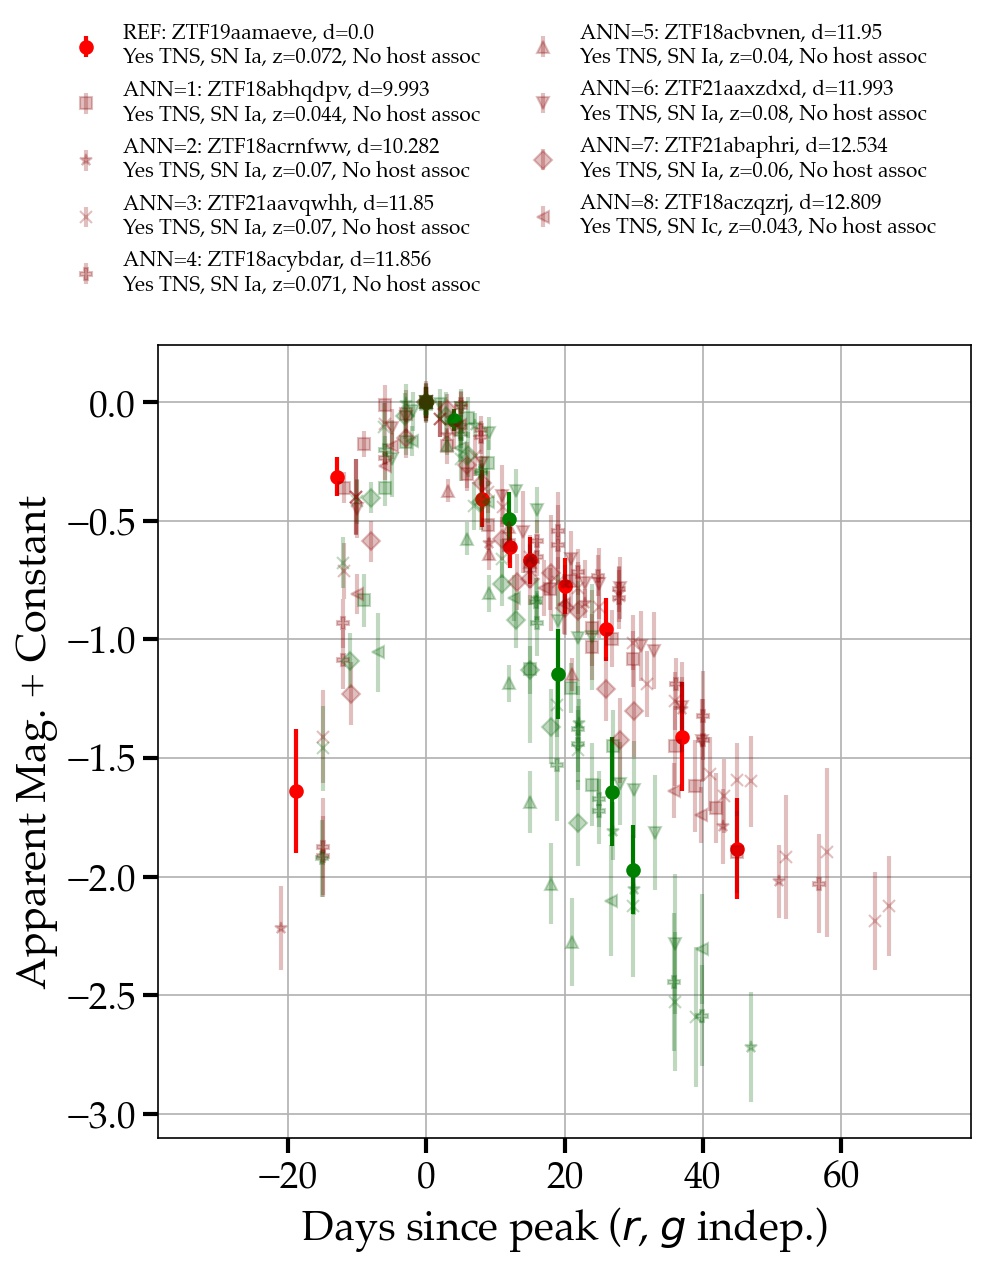 REF: ZTF19aamaeve, d=0.0
Yes TNS, SN Ia, z=0.072, No host assoc
ANN=1: ZTF18abhqdpv, d=9.993
Yes TNS, SN Ia, z=0.044, No host assoc
ANN=2: ZTF18acrnfww, d=10.282
Yes TNS, SN Ia, z=0.07, No host assoc
ANN=3: ZTF21aavqwhh, d=11.85
Yes TNS, SN Ia, z=0.07, No host assoc
ANN=4: ZTF18acybdar, d=11.856
Yes TNS, SN Ia, z=0.071, No host assoc
ANN=5: ZTF18acbvnen, d=11.95
Yes TNS, SN Ia, z=0.04, No host assoc
ANN=6: ZTF21aaxzdxd, d=11.993
Yes TNS, SN Ia, z=0.08, No host assoc
ANN=7: ZTF21abaphri, d=12.534
Yes TNS, SN Ia, z=0.06, No host assoc
ANN=8: ZTF18aczqzrj, d=12.809
Yes TNS, SN Ic, z=0.043, No host assoc
Apparent Mag. + Constant
0.0
−0.5
−1.0
−1.5
−2.0
−2.5
−3.0
−20 0 20 40 60
Days since peak (r, g indep.)